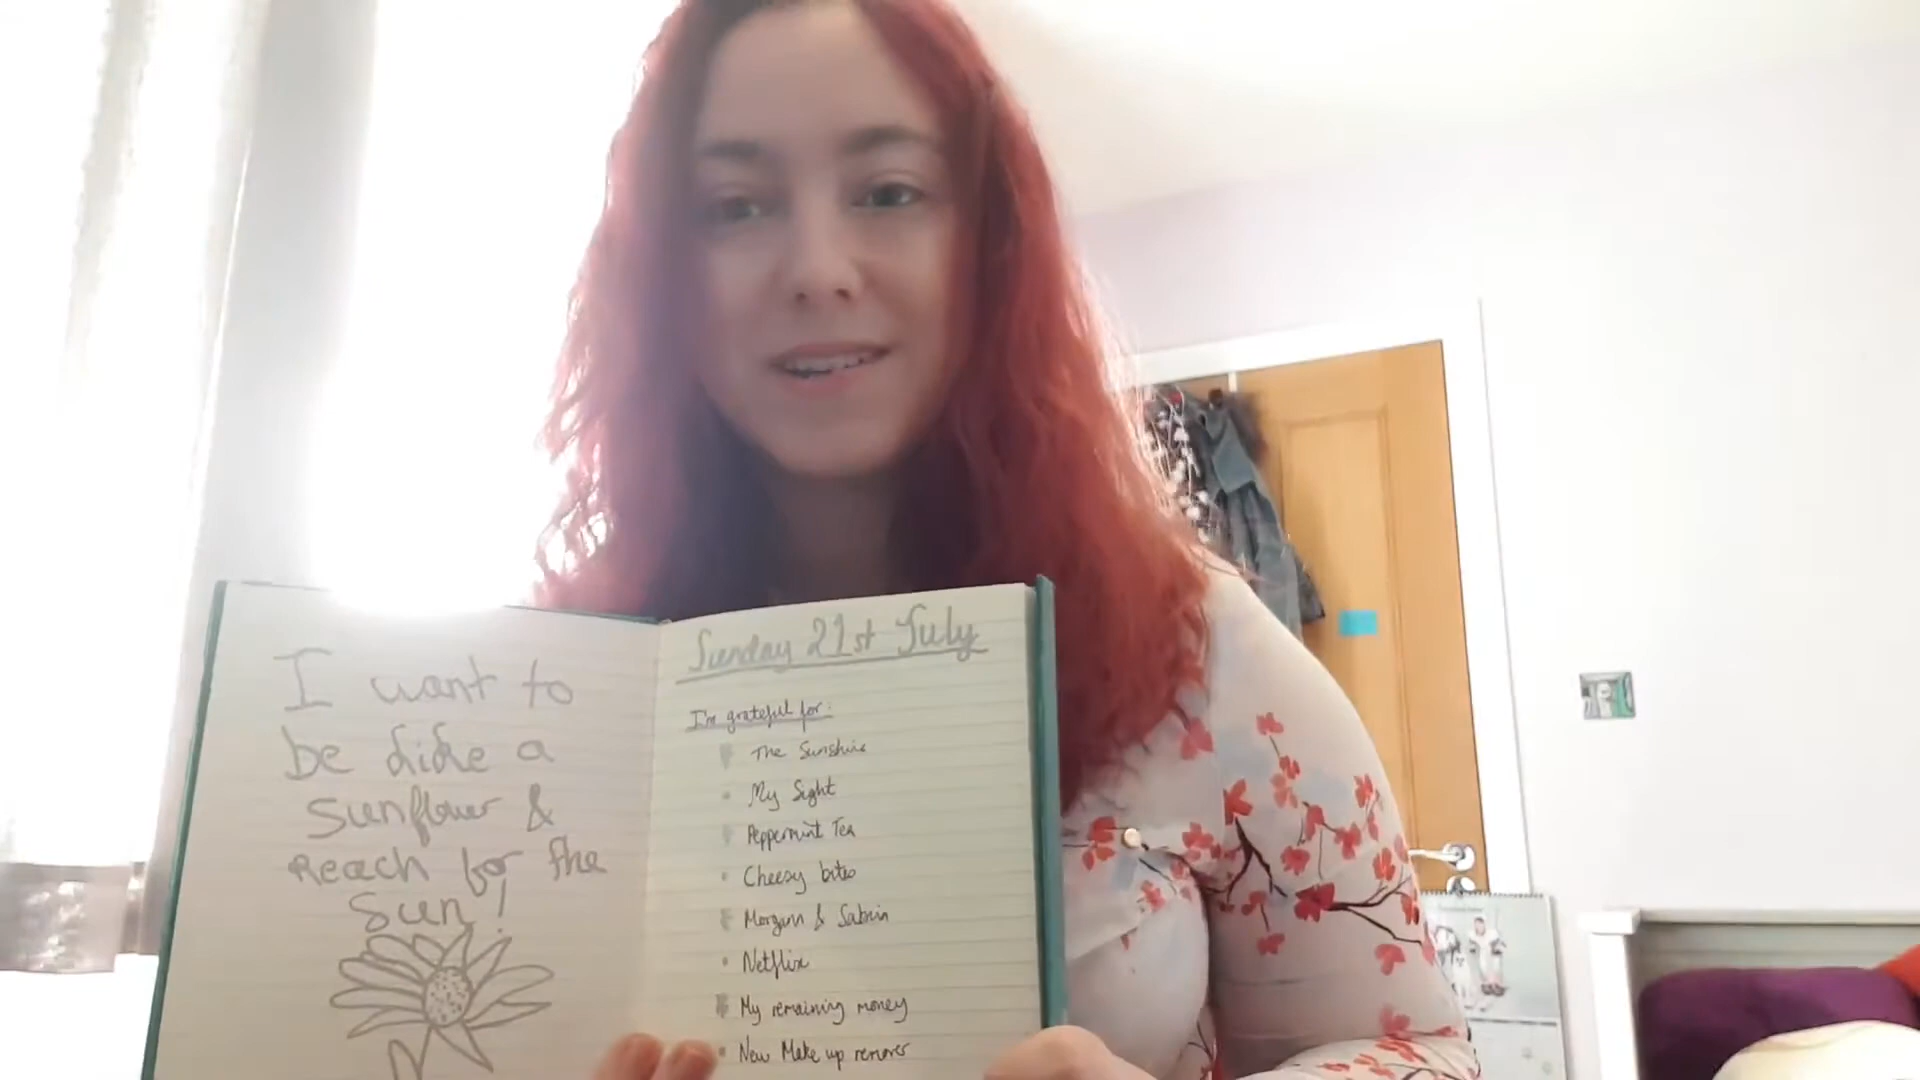 I want to
be like a
sunflower &
reach for the
Sun!
Sunday 21st July
I'm grateful for:
The Sunshine
My Sight
Peppermint Tea
Cheesy bites
Morgan & Sabrin
Netflix
My remaining money
New Make up remover